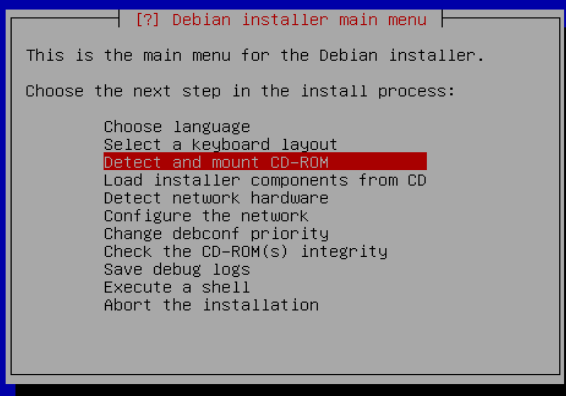 [?] Debian installer main menu
This is the main menu for the Debian installer.
Choose the next step in the install process:
Choose language
Select a keyboard layout
Detect and mount CD-ROM
Load installer components from CD
Detect network hardware
Configure the network
Change debconf priority
Check the CD-ROM(s) integrity
Save debug logs
Execute a shell
Abort the installation